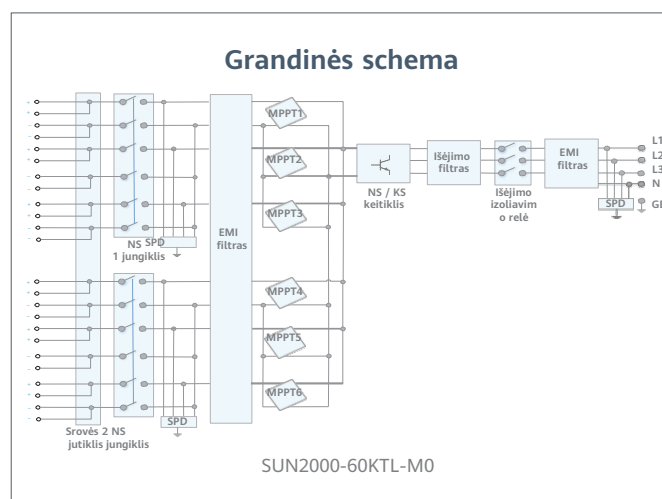 Grandinės schema
MPPT1
MPPT2
MPPT3
MPPT4
MPPT5
MPPT6
NS SPD
1 jungiklis
EMI
filtras
NS / KS
keitiklis
Išėjimo
filtras
Išėjimo
izoliavim
o relė
EMI
filtras
L1
L2
L3
N
SPD
SPD
Srovės 2 NS
jutiklis jungiklis
SUN2000-60KTL-M0